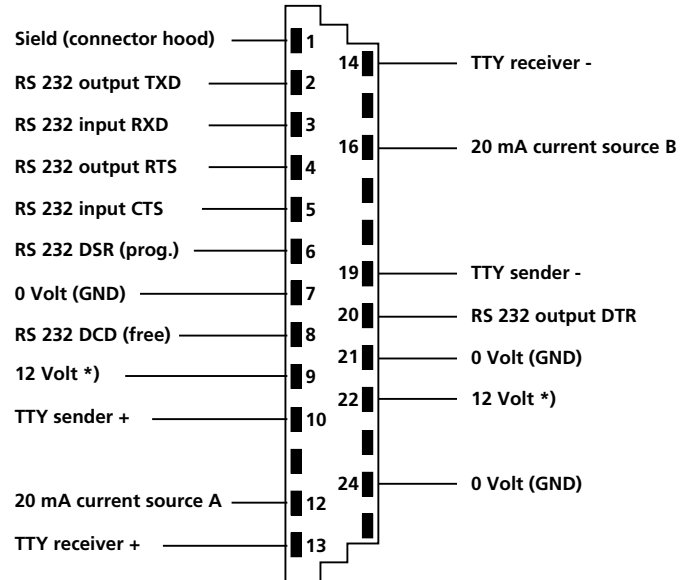 Sield (connector hood) 1
RS 232 output TXD 2
RS 232 input RXD 3
RS 232 output RTS 4
RS 232 input CTS 5
RS 232 DSR (prog.) 6
0 Volt (GND) 7
RS 232 DCD (free) 8
12 Volt *) 9
TTY sender + 10
20 mA current source A 12
TTY receiver + 13
14 TTY receiver -
16 20 mA current source B
19 TTY sender -
20 RS 232 output DTR
21 0 Volt (GND)
22 12 Volt *)
24 0 Volt (GND)